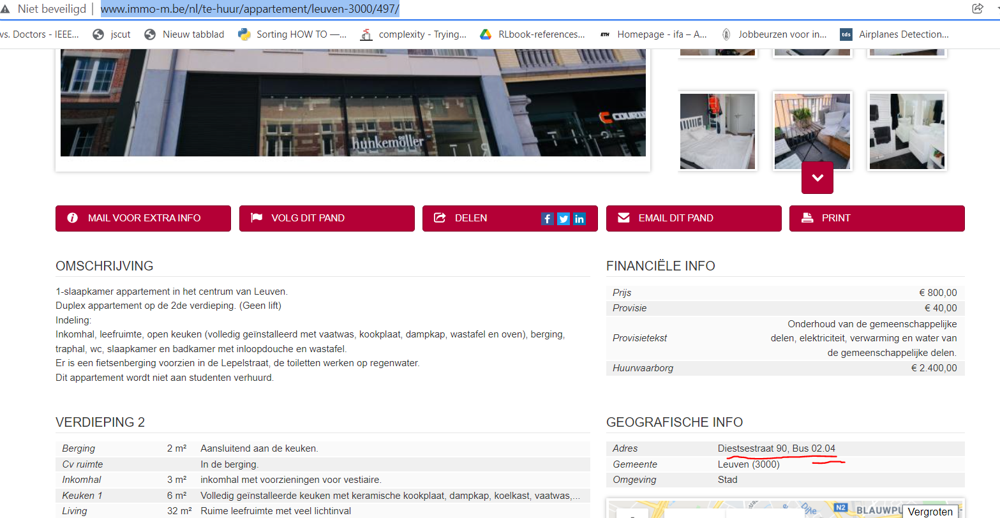 Niet beveiligd | www.immo-m.be/nl/te-huur/appartement/leuven-3000/497/
vs. Doctors - IEEE... jscut Nieuw tabblad Sorting HOW TO —... complexity - Trying... RLbook-references... ETH Homepage - ifa – A... Jobbeurzen voor in... tds Airplanes Detection...
hunkemöller
MAIL VOOR EXTRA INFO VOLG DIT PAND DELEN EMAIL DIT PAND PRINT
OMSCHRIJVING
1-slaapkamer appartement in het centrum van Leuven.
Duplex appartement op de 2de verdieping. (Geen lift)
Indeling:
Inkomhal, leefruimte, open keuken (volledig geïnstalleerd met vaatwas, kookplaat, dampkap, wastafel en oven), berging,
traphal, wc, slaapkamer en badkamer met inloopdouche en wastafel.
Er is een fietsenberging voorzien in de Lepelstraat, de toiletten werken op regenwater.
Dit appartement wordt niet aan studenten verhuurd.
FINANCIËLE INFO
Prijs € 800,00
Provisie € 40,00
Provisietekst Onderhoud van de gemeenschappelijke
delen, elektriciteit, verwarming en water van
de gemeenschappelijke delen.
Huurwaarborg € 2.400,00
VERDIEPING 2
Berging 2 m² Aansluitend aan de keuken.
Cv ruimte In de berging.
Inkomhal 3 m² inkomhal met voorzieningen voor vestiaire.
Keuken 1 6 m² Volledig geïnstalleerde keuken met keramische kookplaat, dampkap, koelkast, vaatwas,...
Living 32 m² Ruime leefruimte met veel lichtinval
GEOGRAFISCHE INFO
Adres Diestsestraat 90, Bus 02.04
Gemeente Leuven (3000)
Omgeving Stad
N2 BLAUWPU
Vergroten